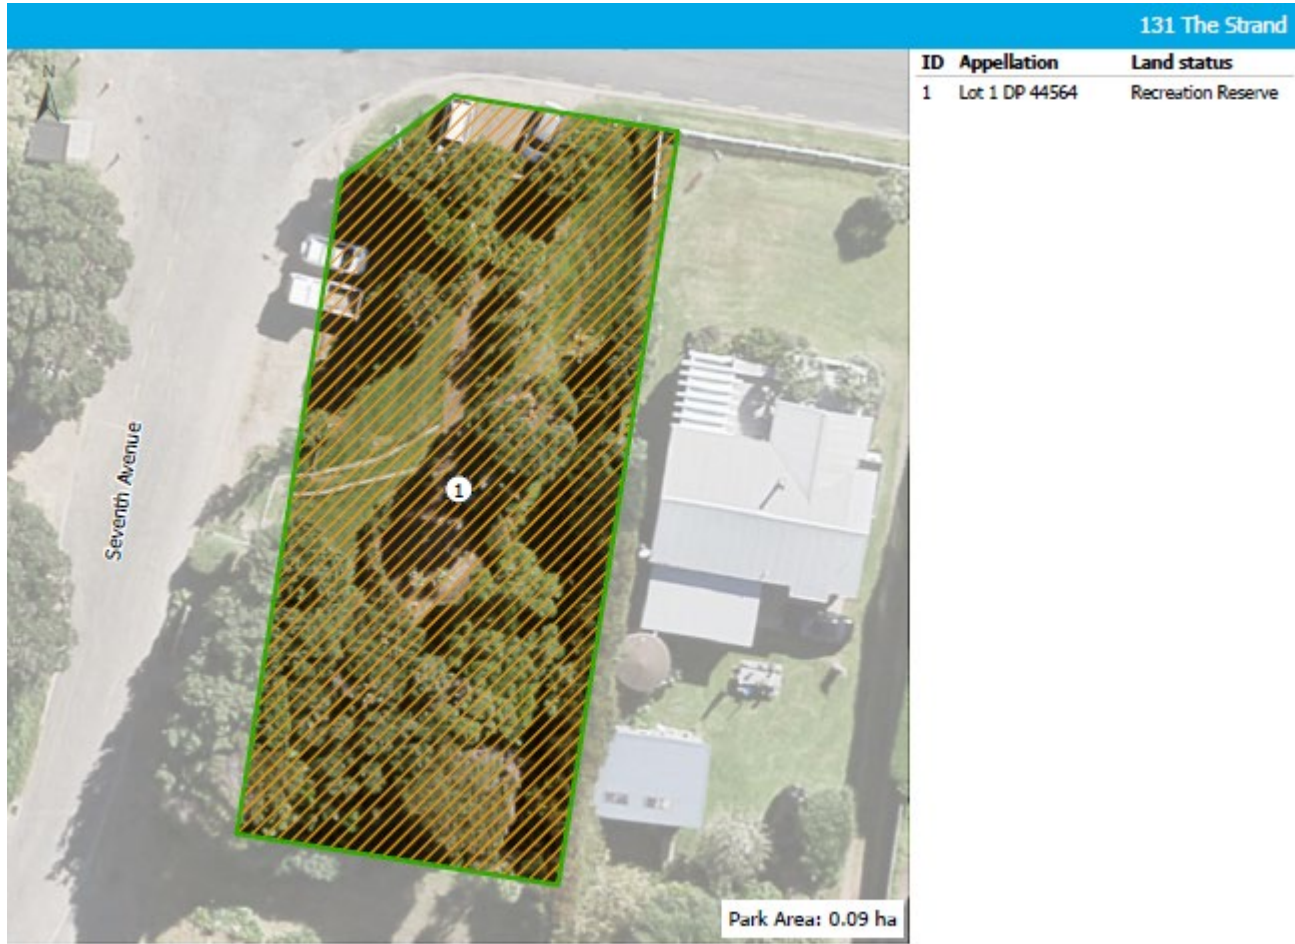 131 The Strand
ID Appellation Land status
1 Lot 1 DP 44564 Recreation Reserve
N
Seventh Avenue
1
Park Area: 0.09 ha